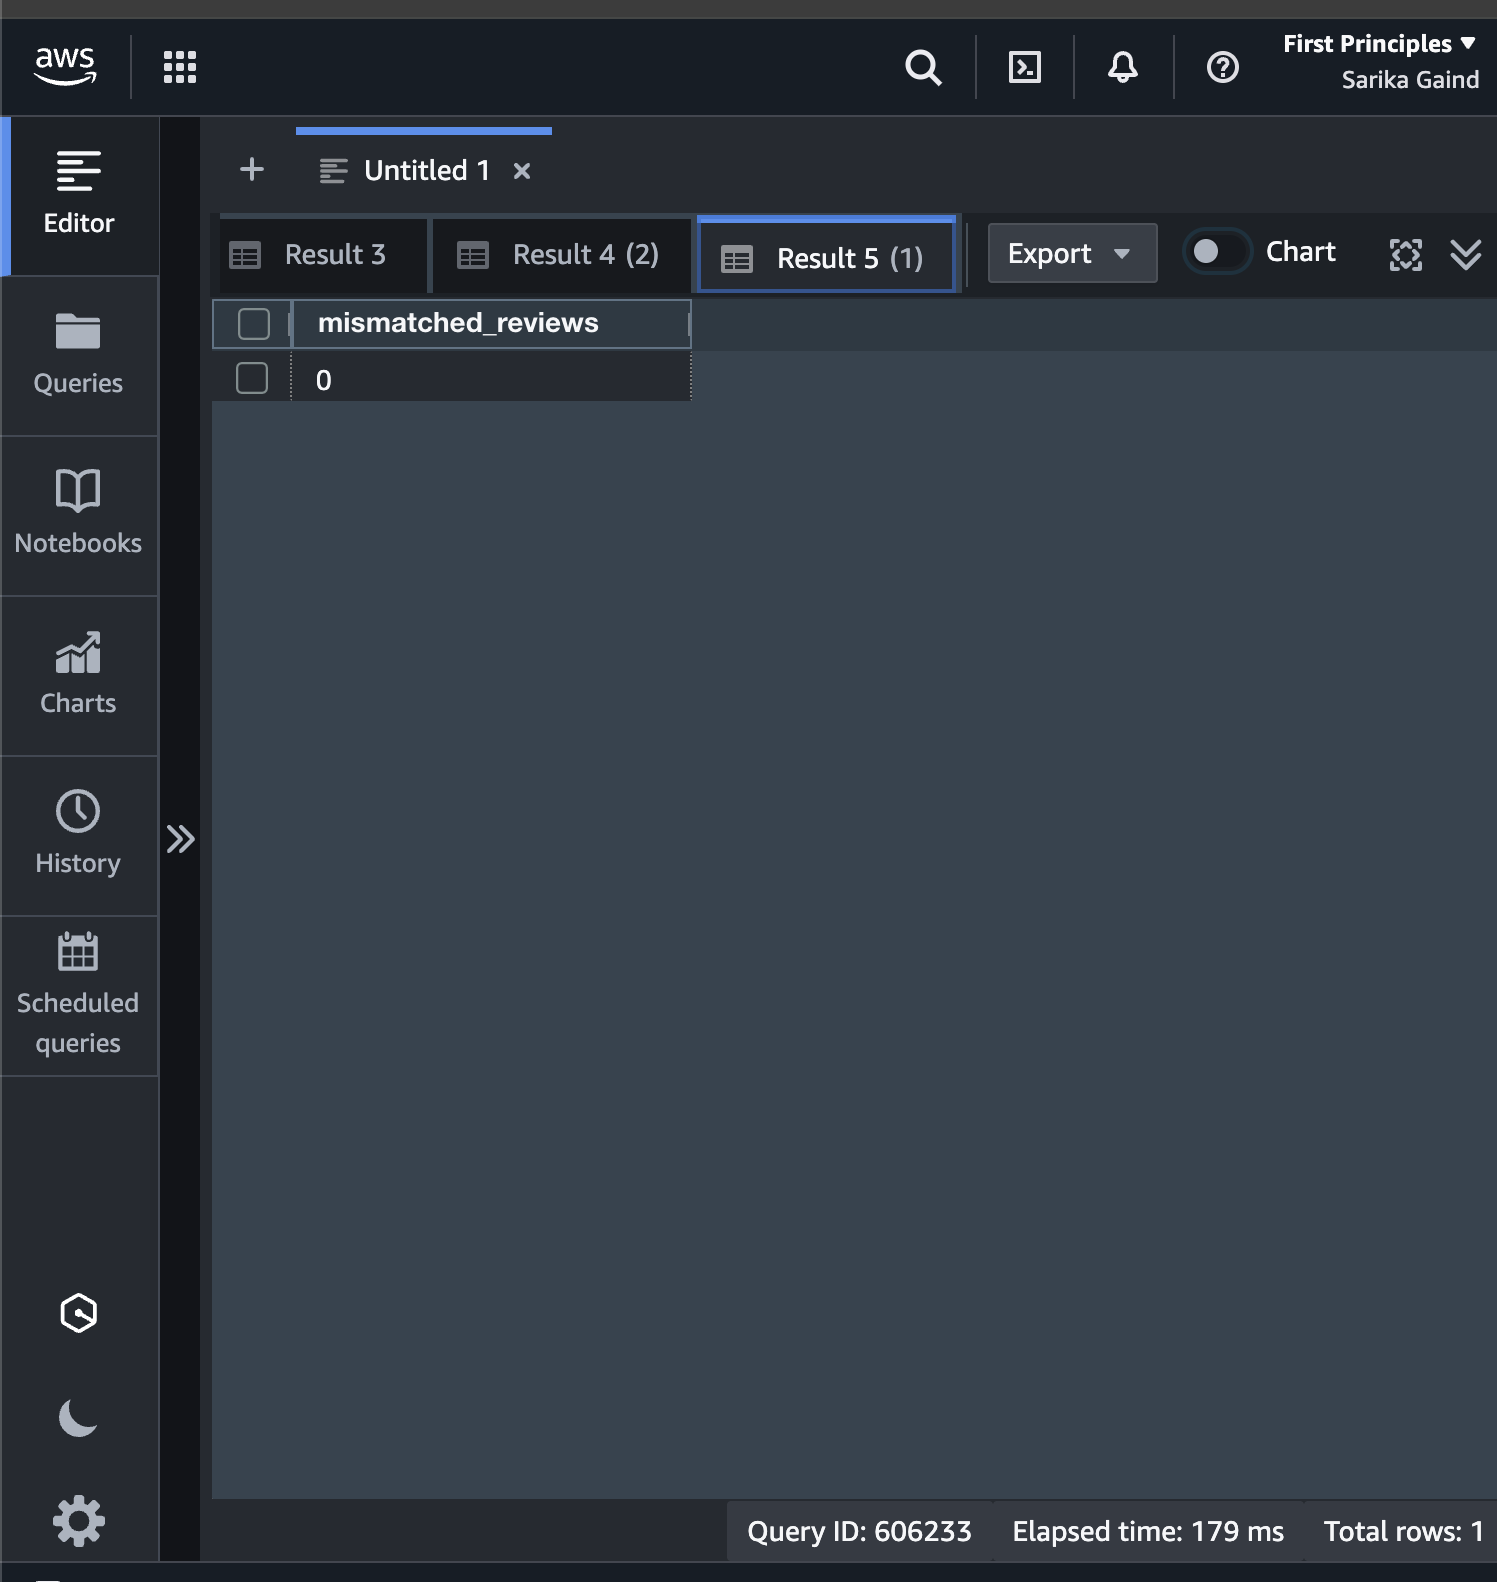 aws
First Principles
Sarika Gaind
Editor
Untitled 1
Result 3
Result 4 (2)
Result 5 (1)
Export
Chart
mismatched_reviews
0
Queries
Notebooks
Charts
History
Scheduled
queries
Query ID: 606233
Elapsed time: 179 ms
Total rows: 1